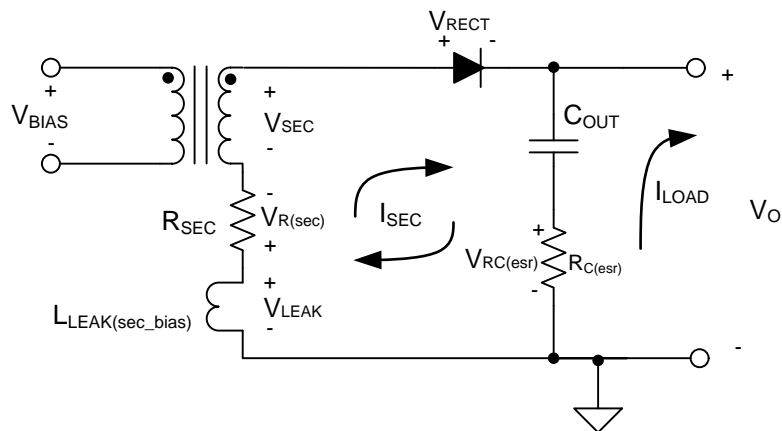 VRECT
+ -
+
VBIAS
-
+
VSEC
-
COUT
+
RSEC
-
VR(sec)
+
ISEC
ILOAD
VO
+
VRC(esr)
-
RC(esr)
LLEAK(sec_bias)
+
VLEAK
-
-